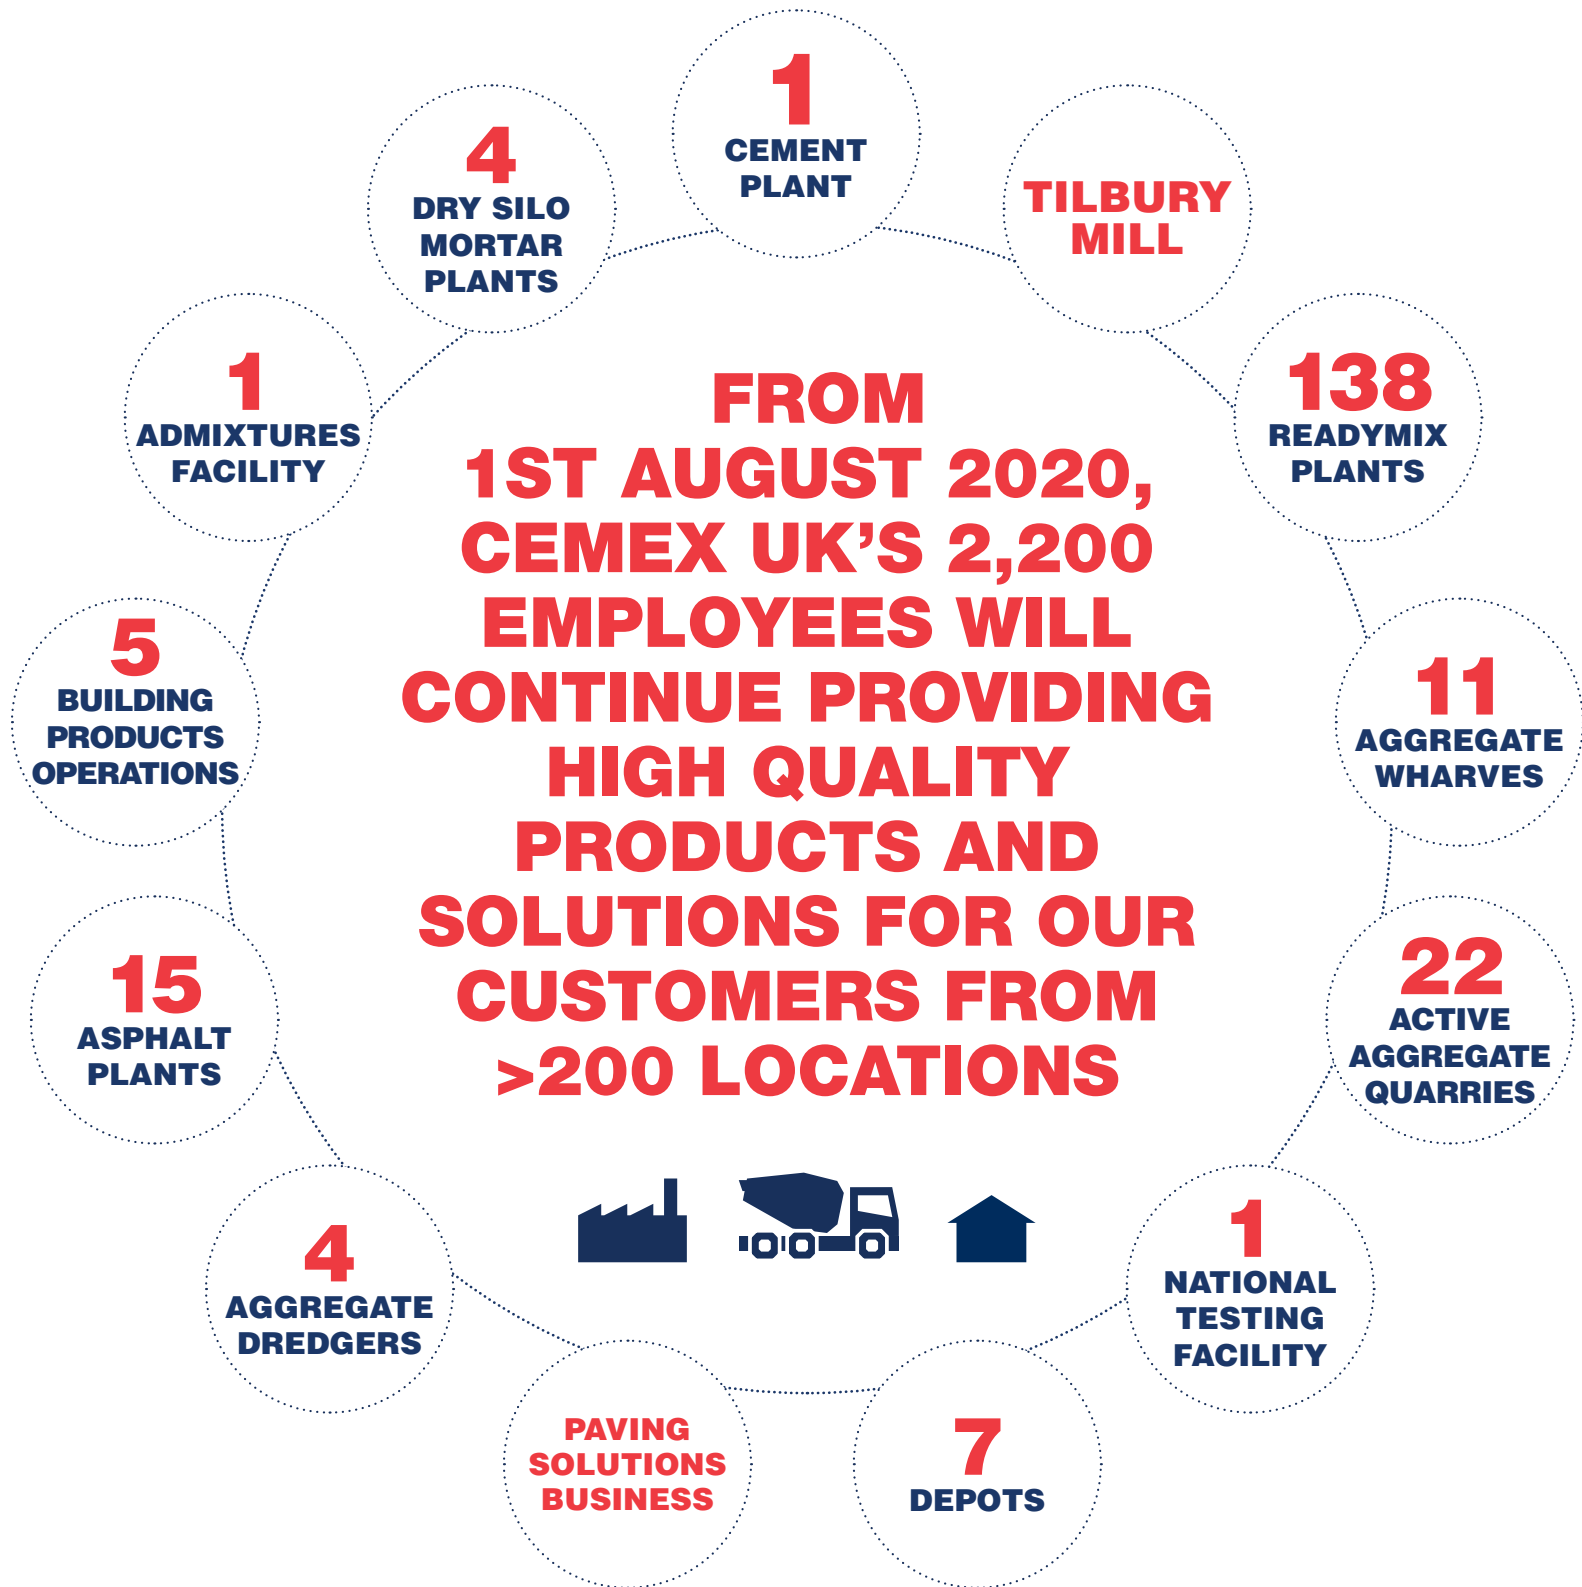 1
CEMENT
PLANT
TILBURY
MILL
138
READYMIX
PLANTS
11
AGGREGATE
WHARVES
22
ACTIVE
AGGREGATE
QUARRIES
1
NATIONAL
TESTING
FACILITY
7
DEPOTS
PAVING
SOLUTIONS
BUSINESS
4
AGGREGATE
DREDGERS
15
ASPHALT
PLANTS
5
BUILDING
PRODUCTS
OPERATIONS
1
ADMIXTURES
FACILITY
4
DRY SILO
MORTAR
PLANTS
FROM
1ST AUGUST 2020,
CEMEX UK’S 2,200
EMPLOYEES WILL
CONTINUE PROVIDING
HIGH QUALITY
PRODUCTS AND
SOLUTIONS FOR OUR
CUSTOMERS FROM
>200 LOCATIONS